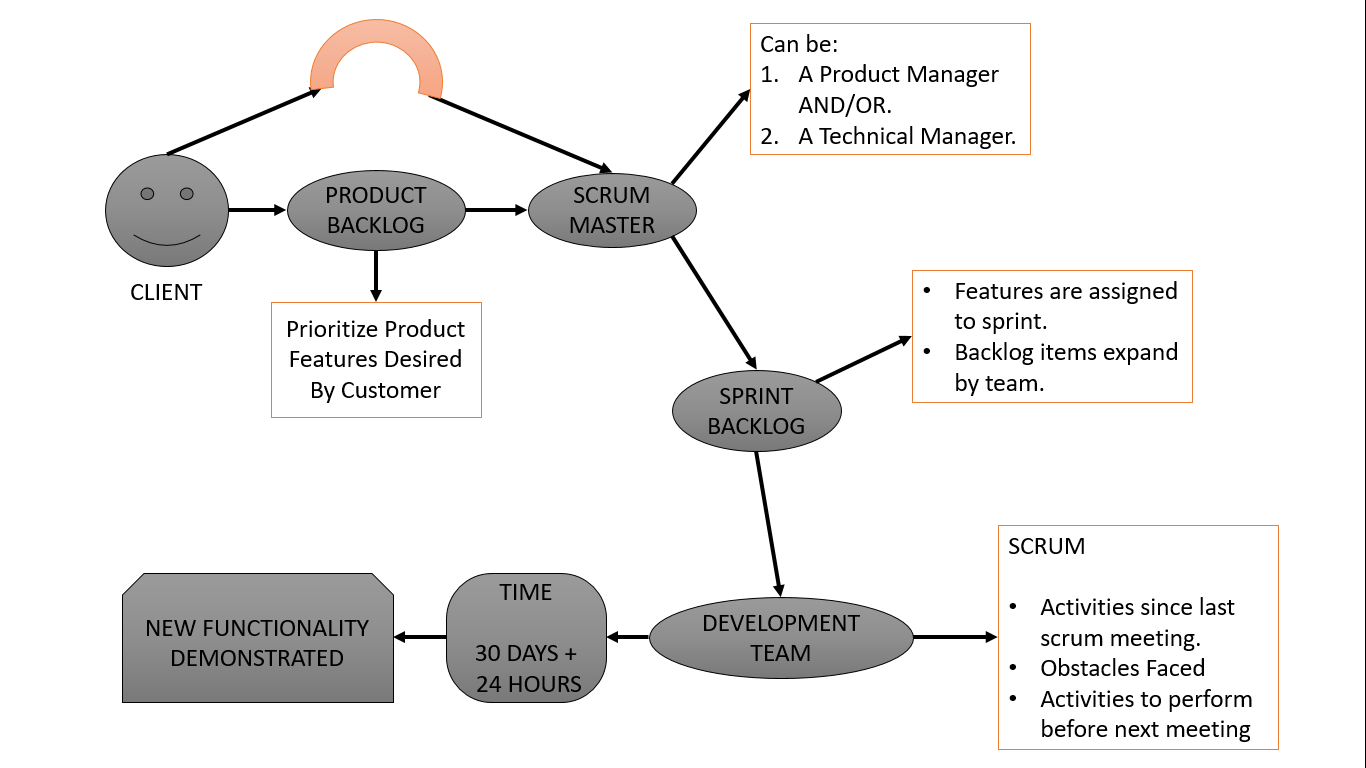 Can be:
1. A Product Manager
AND/OR.
2. A Technical Manager.
PRODUCT
BACKLOG
SCRUM
MASTER
CLIENT
Prioritize Product
Features Desired
By Customer
• Features are assigned
to sprint.
• Backlog items expand
by team.
SPRINT
BACKLOG
SCRUM
• Activities since last
scrum meeting.
• Obstacles Faced
• Activities to perform
before next meeting
DEVELOPMENT
TEAM
TIME
30 DAYS +
24 HOURS
NEW FUNCTIONALITY
DEMONSTRATED